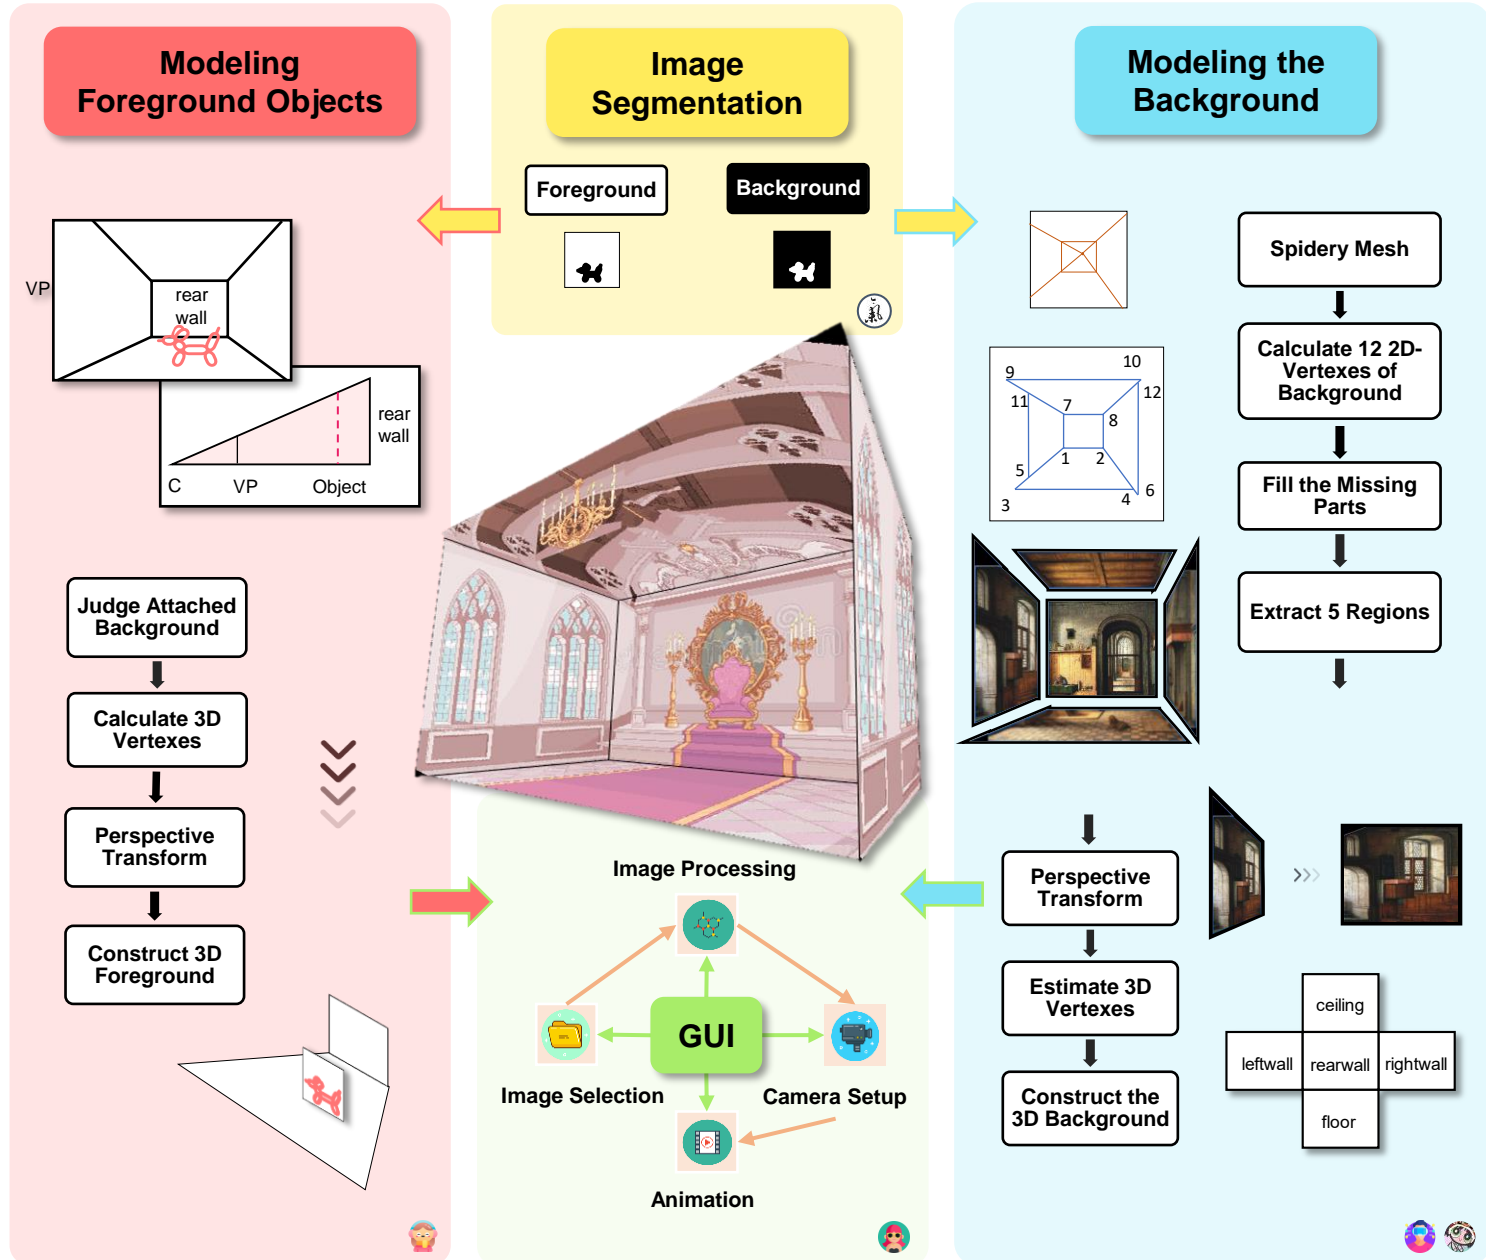 Modeling
Foreground Objects
VP
rear
wall
rear
wall
C
VP
Object
Judge Attached
Background
Calculate 3D
Vertexes
Perspective
Transform
Construct 3D
Foreground
Image
Segmentation
Foreground
Background
Image Processing
GUI
Image Selection
Camera Setup
Animation
Modeling the
Background
Spidery Mesh
Calculate 12 2D-
Vertexes of
Background
Fill the Missing
Parts
Extract 5 Regions
9
10
11
12
7
8
1
2
5
6
3
4
Perspective
Transform
Estimate 3D
Vertexes
Construct the
3D Background
ceiling
leftwall
rearwall
rightwall
floor